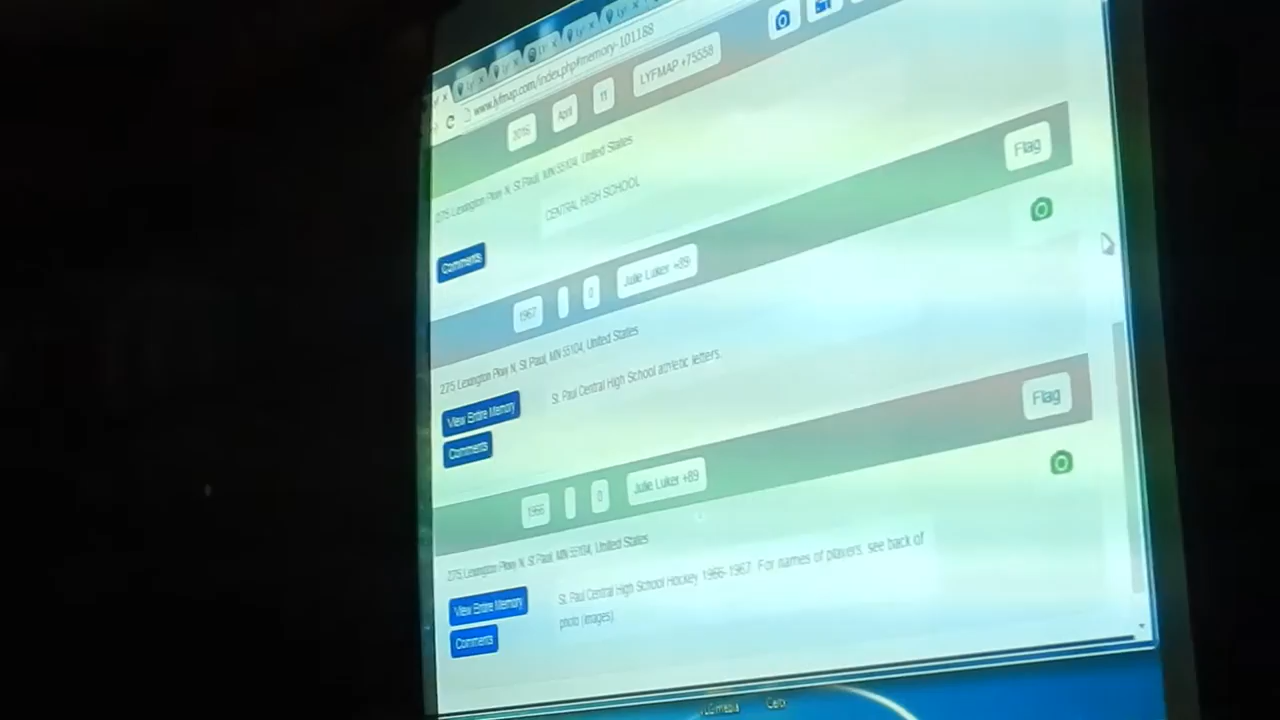 www.lyfmap.com/index.php#memory-101188
2016 April 11 LYFMAP +75558
275 Lexington Pkwy N, St Paul, MN 55104, United States
CENTRAL HIGH SCHOOL
Flag
Comments
1967 0 Julie Luker +89
275 Lexington Pkwy N, St Paul, MN 55104, United States
View Entire Memory
St. Paul Central High School athletic letters.
Comments
Flag
1966 0 Julie Luker +89
275 Lexington Pkwy N, St Paul, MN 55104, United States
View Entire Memory
St. Paul Central High School Hockey 1966-1967. For names of players, see back of
photo (images)
Comments